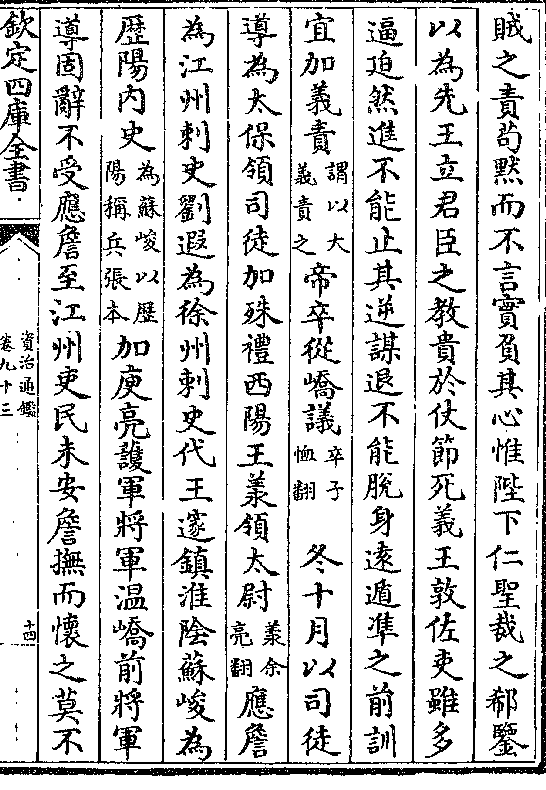 賊之責茍黙而不言實負其心惟陛下仁聖裁之郗鑒
以為先王立君臣之教貴於伏節死義王敦佐吏雖多
逼迫然進不能止其逆謀退不能脱身逺遁凖之前訓
宜加義責謂以大義責之帝卒從嶠議卒子恤翻冬十月以司徒
導為太保領司徒加殊禮西陽王羕領太尉羕余亮翻應詹
為江州刺史劉遐為徐州刺史代王邃鎮淮隂蘇峻為
歴陽内史為蘇峻以歴陽稱兵張本加庾亮護軍將軍温嶠前將軍
導固辭不受應詹至江州吏民未安詹撫而懷之莫不
欽定四庫全書
資治通鑑
卷九十三
十四